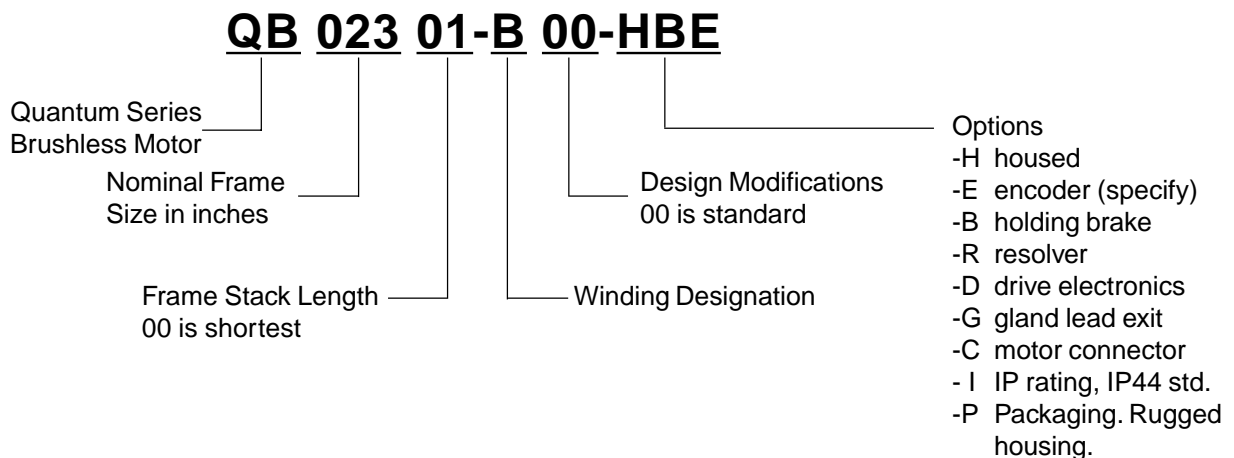 QB 023 01-B 00-HBE
Quantum Series
Brushless Motor
Nominal Frame
Size in inches
Frame Stack Length
00 is shortest
Winding Designation
Design Modifications
00 is standard
Options
-H housed
-E encoder (specify)
-B holding brake
-R resolver
-D drive electronics
-G gland lead exit
-C motor connector
- I IP rating, IP44 std.
-P Packaging. Rugged
housing.